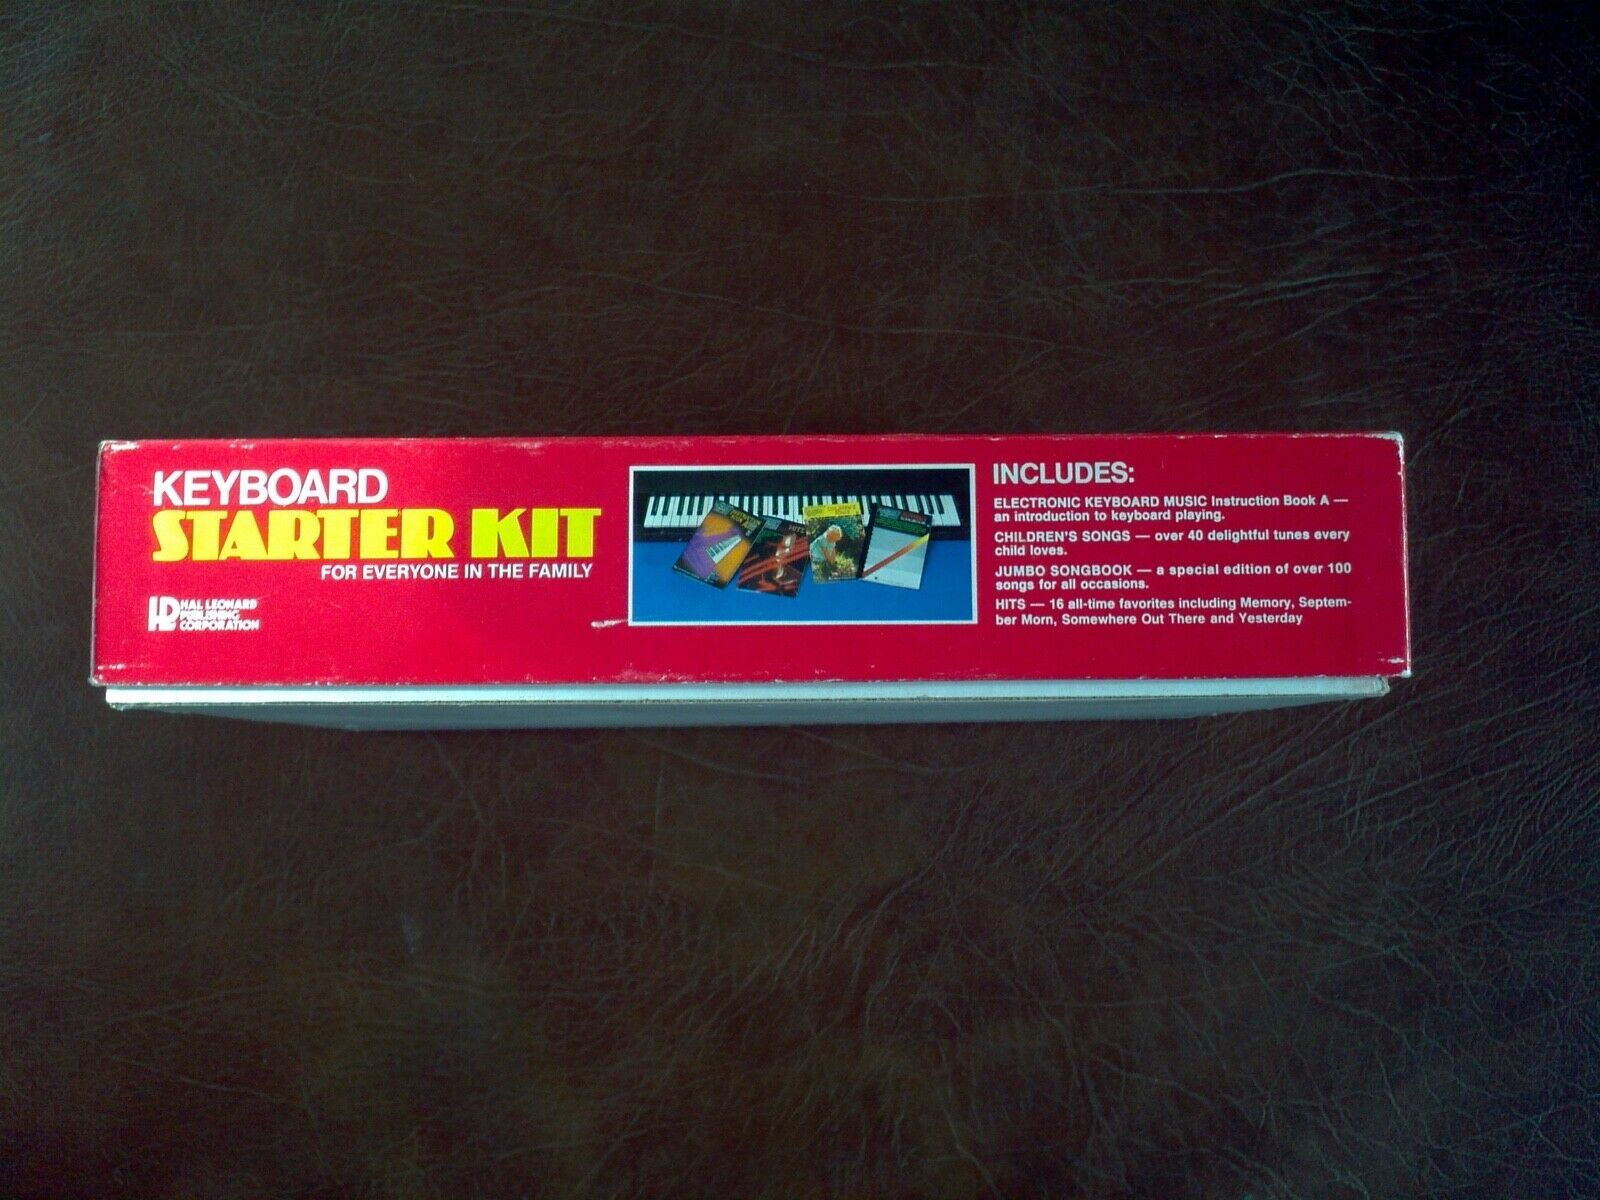 KEYBOARD
STARTER KIT
FOR EVERYONE IN THE FAMILY
HAL LEONARD
PUBLISHING
CORPORATION
HITS
CHILDREN'S
SONGS
INCLUDES:
ELECTRONIC KEYBOARD MUSIC Instruction Book A —
an introduction to keyboard playing.
CHILDREN'S SONGS — over 40 delightful tunes every
child loves.
JUMBO SONGBOOK — a special edition of over 100
songs for all occasions.
HITS — 16 all-time favorites including Memory, Septem-
ber Morn, Somewhere Out There and Yesterday